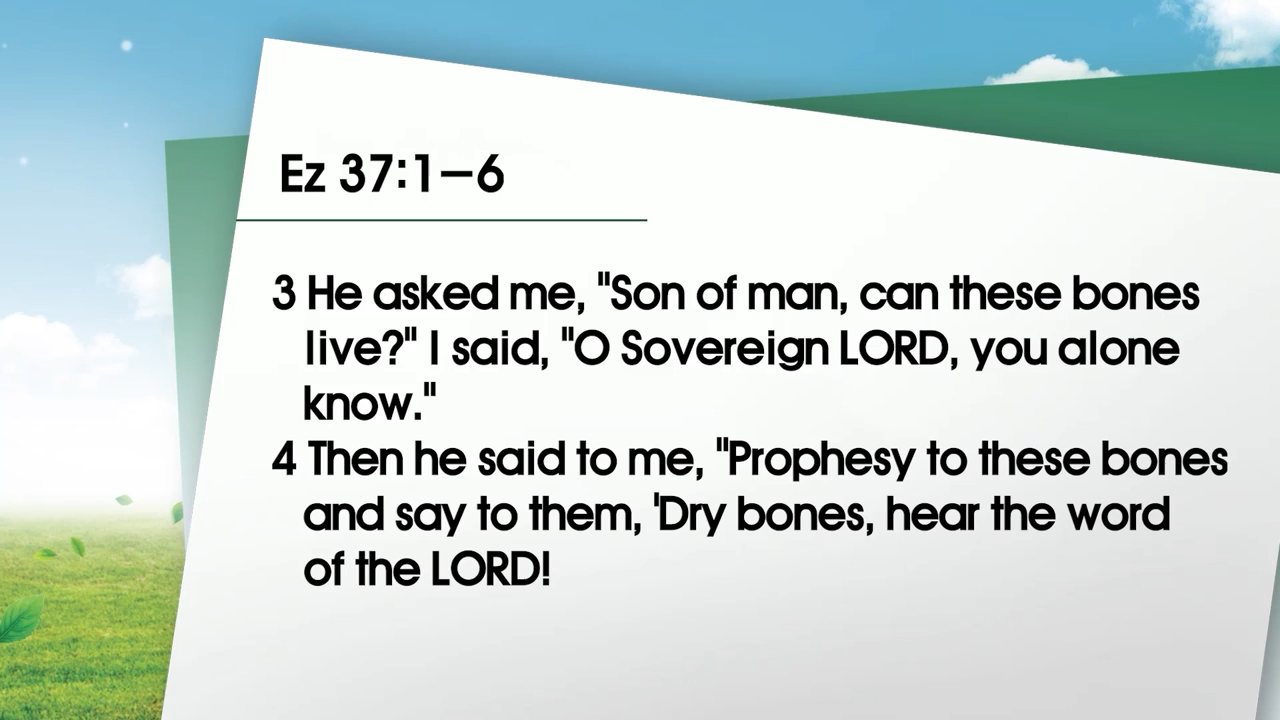 Ez 37:1–6
3 He asked me, "Son of man, can these bones
live?" I said, "O Sovereign LORD, you alone
know."
4 Then he said to me, "Prophesy to these bones
and say to them, 'Dry bones, hear the word
of the LORD!